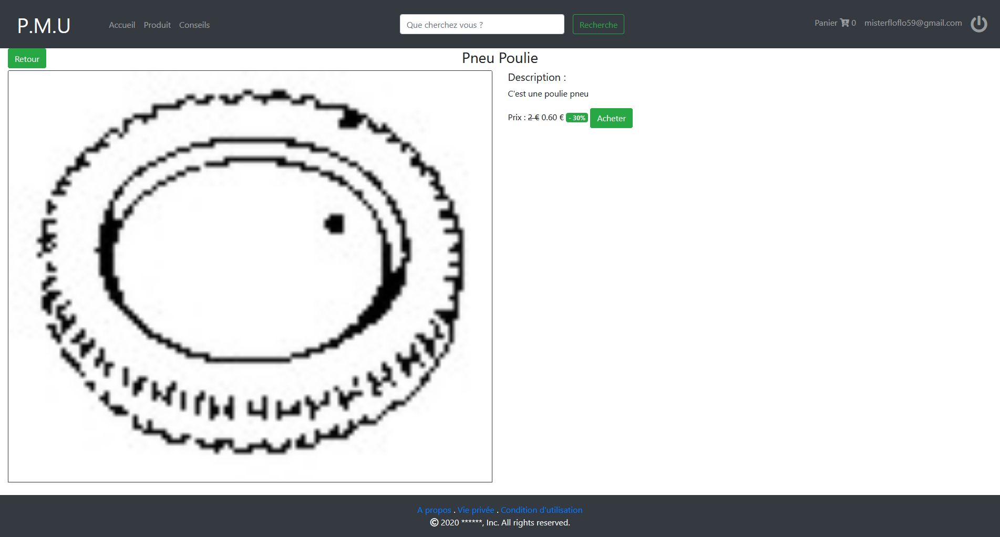 P.M.U
Accueil Produit Conseils
Que cherchez vous ?
Recherche
Panier 0 misterfloflo59@gmail.com
Retour
Pneu Poulie
Description :
C'est une poulie pneu
Prix : 2 € 0.60 € - 30% Acheter
A propos . Vie privée . Condition d'utilisation
© 2020 ******, Inc. All rights reserved.